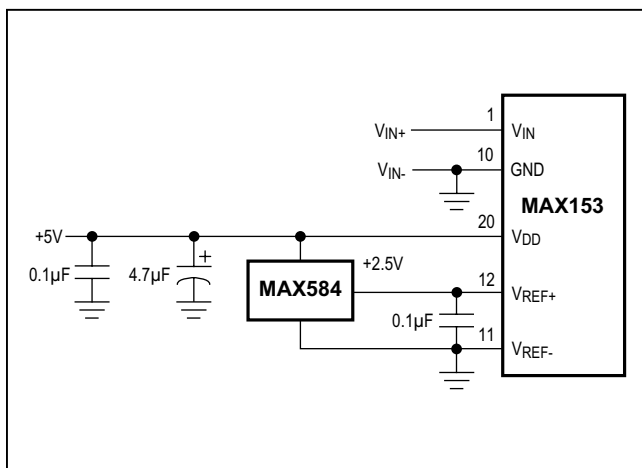 1
VIN+
VIN
10
VIN-
GND
MAX153
20
+5V
VDD
+2.5V
0.1µF
4.7µF
+
MAX584
12
VREF+
0.1µF
11
VREF-